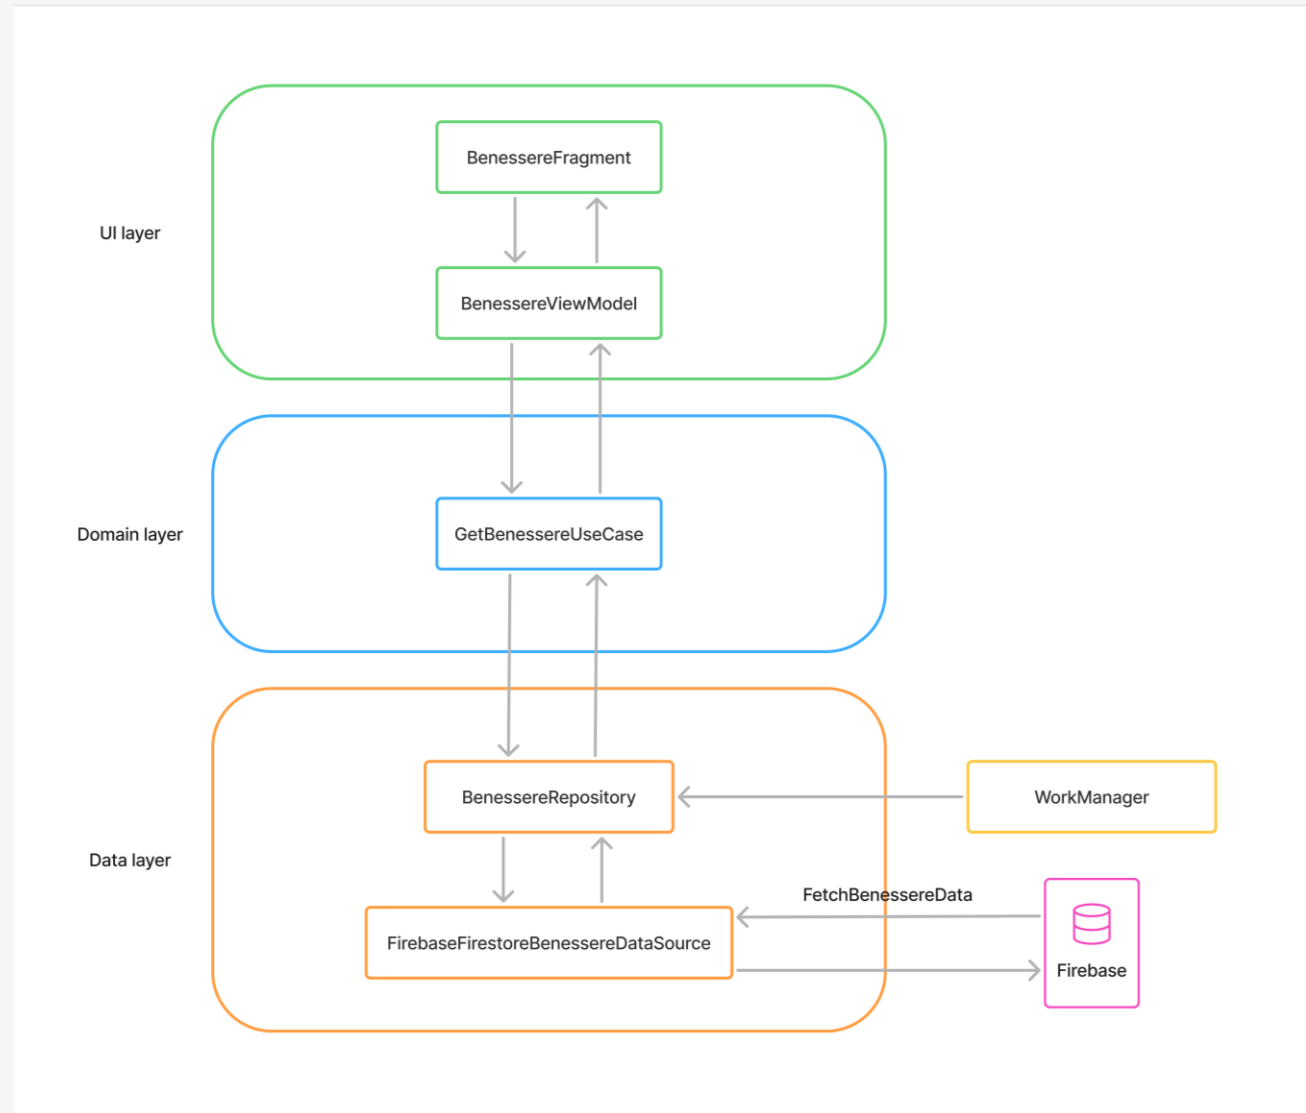 BenessereFragment
UI layer
BenessereViewModel
Domain layer
GetBenessereUseCase
BenessereRepository
WorkManager
Data layer
FetchBenessereData
FirebaseFirestoreBenessereDataSource
Firebase